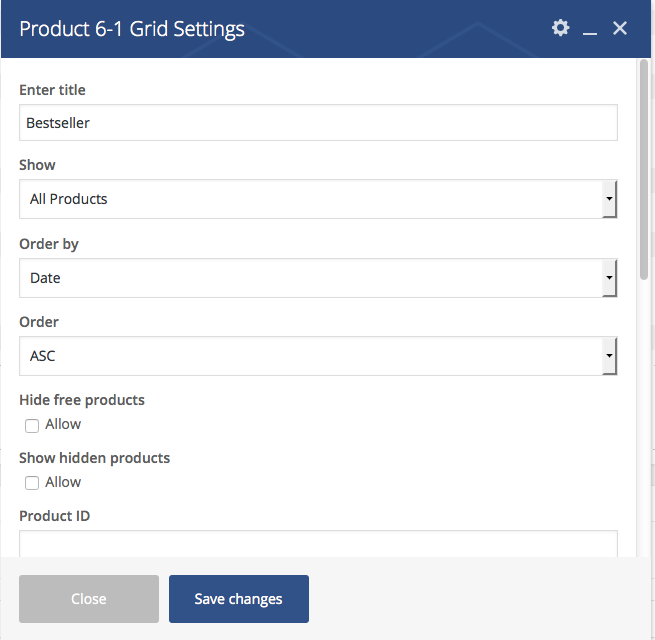 Product 6-1 Grid Settings
Enter title
Bestseller
Show
All Products
Order by
Date
Order
ASC
Hide free products
Allow
Show hidden products
Allow
Product ID
Close
Save changes